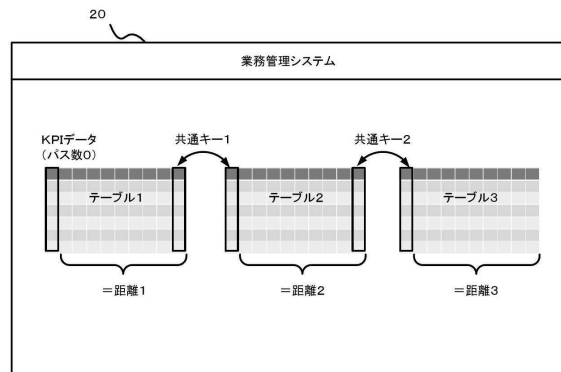 20
業務管理システム
KPIデータ
(パス数0)
共通キー1
共通キー2
テーブル1
テーブル2
テーブル3
=距離1
=距離2
=距離3